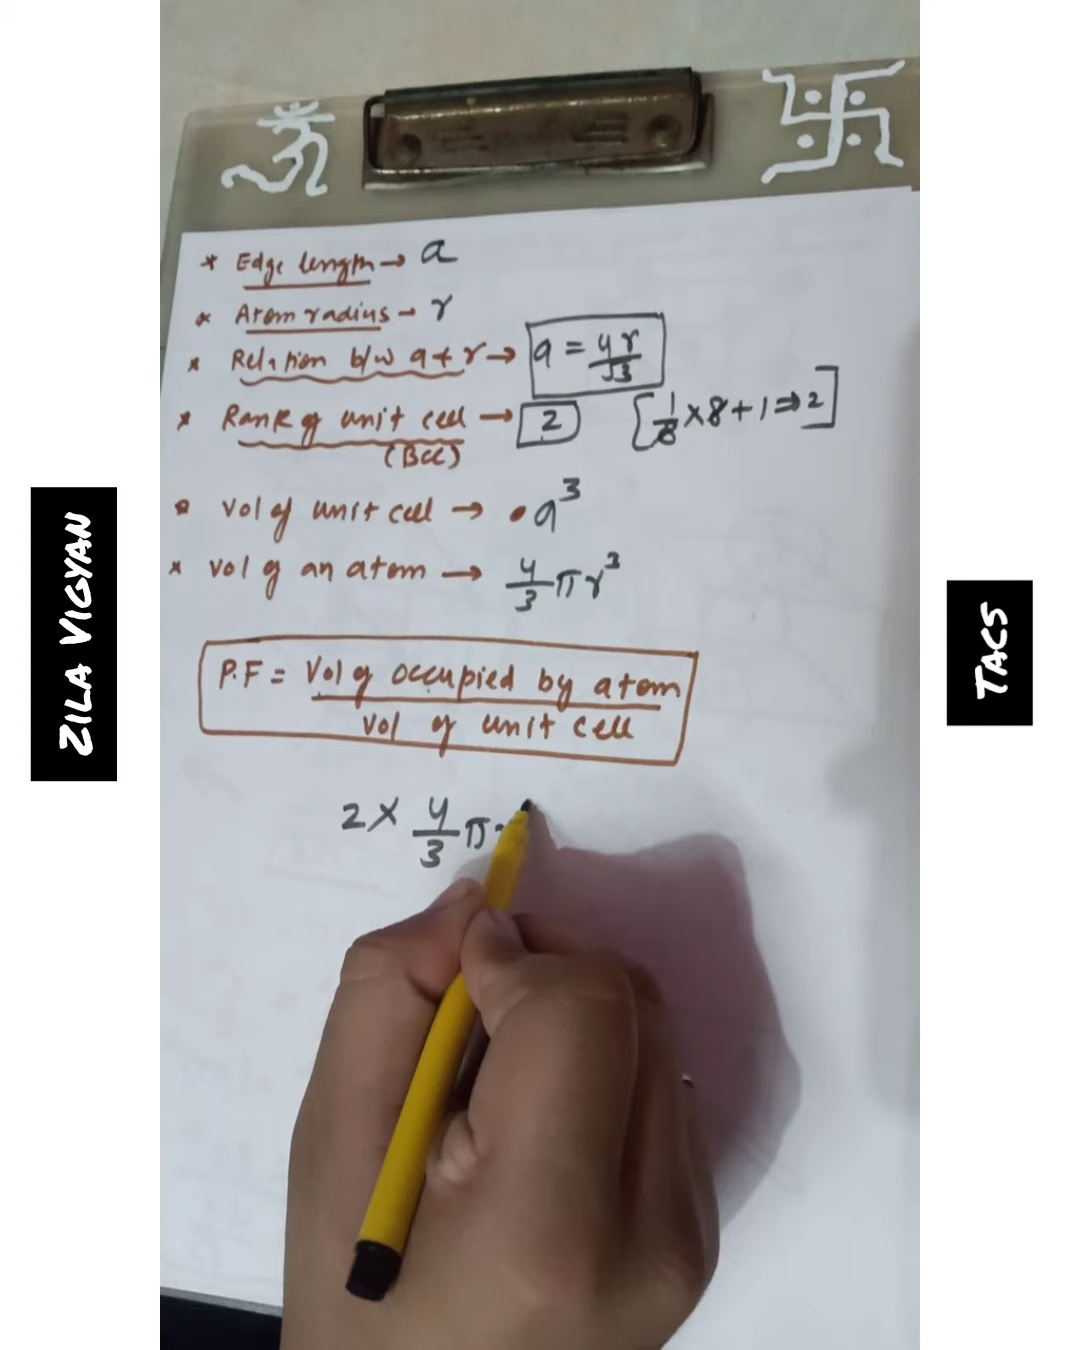 ॐ
* Edge length → a
* Atom radius → r
* Relation b/w a + r → a = 4r/√3
* Rank of unit cell → 2 [1/8 × 8 + 1 ⇒ 2]
(BCC)
* Vol of unit cell → • a³
* Vol of an atom → 4/3 πr³
P.F = Vol of occupied by atom
Vol of unit cell
2 × 4/3 π
ZILA VIGYAN
TACS